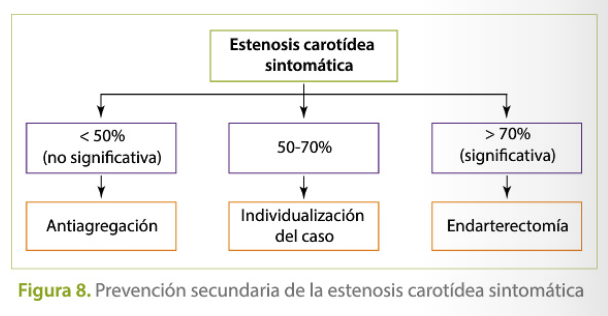 Estenosis carotídea
sintomática
< 50%
(no significativa)
50-70%
> 70%
(significativa)
Antiagregación
Individualización
del caso
Endarterectomía
Figura 8. Prevención secundaria de la estenosis carotídea sintomática